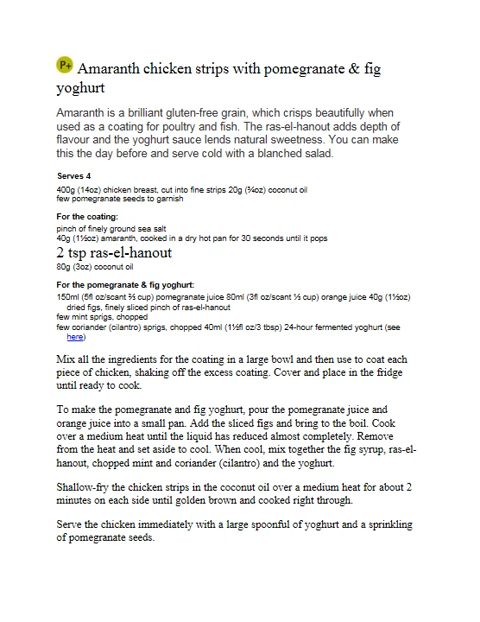 P+ Amaranth chicken strips with pomegranate & fig
yoghurt
Amaranth is a brilliant gluten-free grain, which crisps beautifully when
used as a coating for poultry and fish. The ras-el-hanout adds depth of
flavour and the yoghurt sauce lends natural sweetness. You can make
this the day before and serve cold with a blanched salad.
Serves 4
400g (14oz) chicken breast, cut into fine strips 20g (¾oz) coconut oil
few pomegranate seeds to garnish
For the coating:
pinch of finely ground sea salt
40g (1½oz) amaranth, cooked in a dry hot pan for 30 seconds until it pops
2 tsp ras-el-hanout
80g (3oz) coconut oil
For the pomegranate & fig yoghurt:
150ml (5fl oz/scant ⅔ cup) pomegranate juice 80ml (3fl oz/scant ⅓ cup) orange juice 40g (1½oz)
dried figs, finely sliced pinch of ras-el-hanout
few mint sprigs, chopped
few coriander (cilantro) sprigs, chopped 40ml (1½fl oz/3 tbsp) 24-hour fermented yoghurt (see
here)
Mix all the ingredients for the coating in a large bowl and then use to coat each
piece of chicken, shaking off the excess coating. Cover and place in the fridge
until ready to cook.
To make the pomegranate and fig yoghurt, pour the pomegranate juice and
orange juice into a small pan. Add the sliced figs and bring to the boil. Cook
over a medium heat until the liquid has reduced almost completely. Remove
from the heat and set aside to cool. When cool, mix together the fig syrup, ras-el-
hanout, chopped mint and coriander (cilantro) and the yoghurt.
Shallow-fry the chicken strips in the coconut oil over a medium heat for about 2
minutes on each side until golden brown and cooked right through.
Serve the chicken immediately with a large spoonful of yoghurt and a sprinkling
of pomegranate seeds.